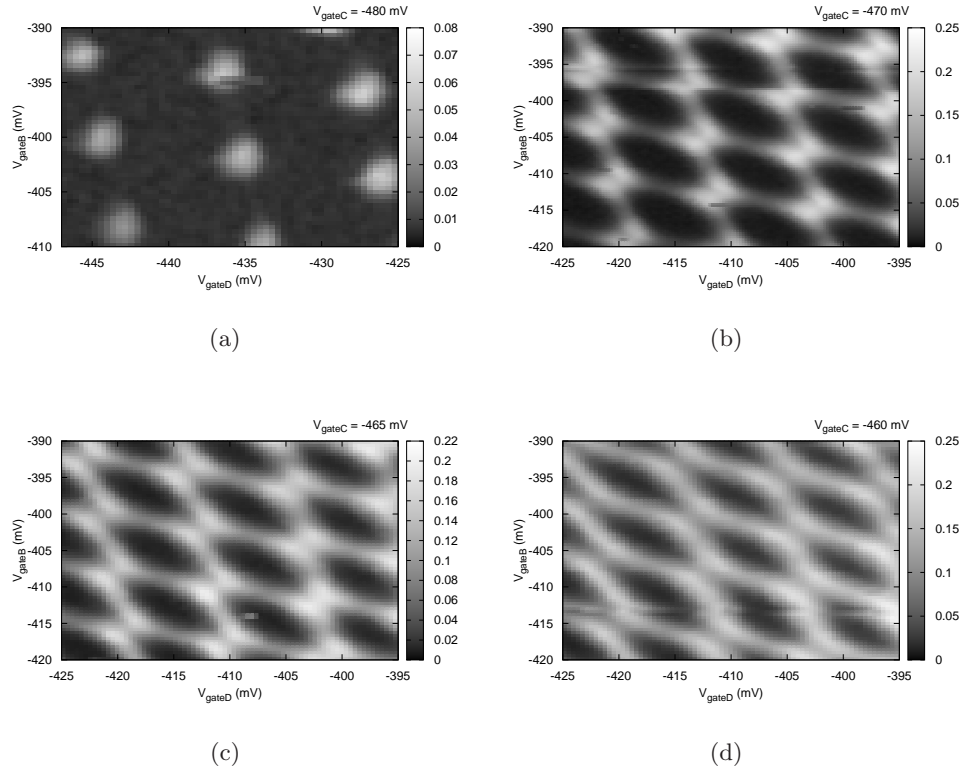 V_gateC = -480 mV
-390
-395
-400
-405
-410
V_gateB (mV)
-445 -440 -435 -430 -425
V_gateD (mV)
0.08
0.07
0.06
0.05
0.04
0.03
0.02
0.01
0
(a)
V_gateC = -470 mV
-390
-395
-400
-405
-410
-415
-420
V_gateB (mV)
-425 -420 -415 -410 -405 -400 -395
V_gateD (mV)
0.25
0.2
0.15
0.1
0.05
0
(b)
V_gateC = -465 mV
-390
-395
-400
-405
-410
-415
-420
V_gateB (mV)
-425 -420 -415 -410 -405 -400 -395
V_gateD (mV)
0.22
0.2
0.18
0.16
0.14
0.12
0.1
0.08
0.06
0.04
0.02
0
(c)
V_gateC = -460 mV
-390
-395
-400
-405
-410
-415
-420
V_gateB (mV)
-425 -420 -415 -410 -405 -400 -395
V_gateD (mV)
0.25
0.2
0.15
0.1
0.05
0
(d)